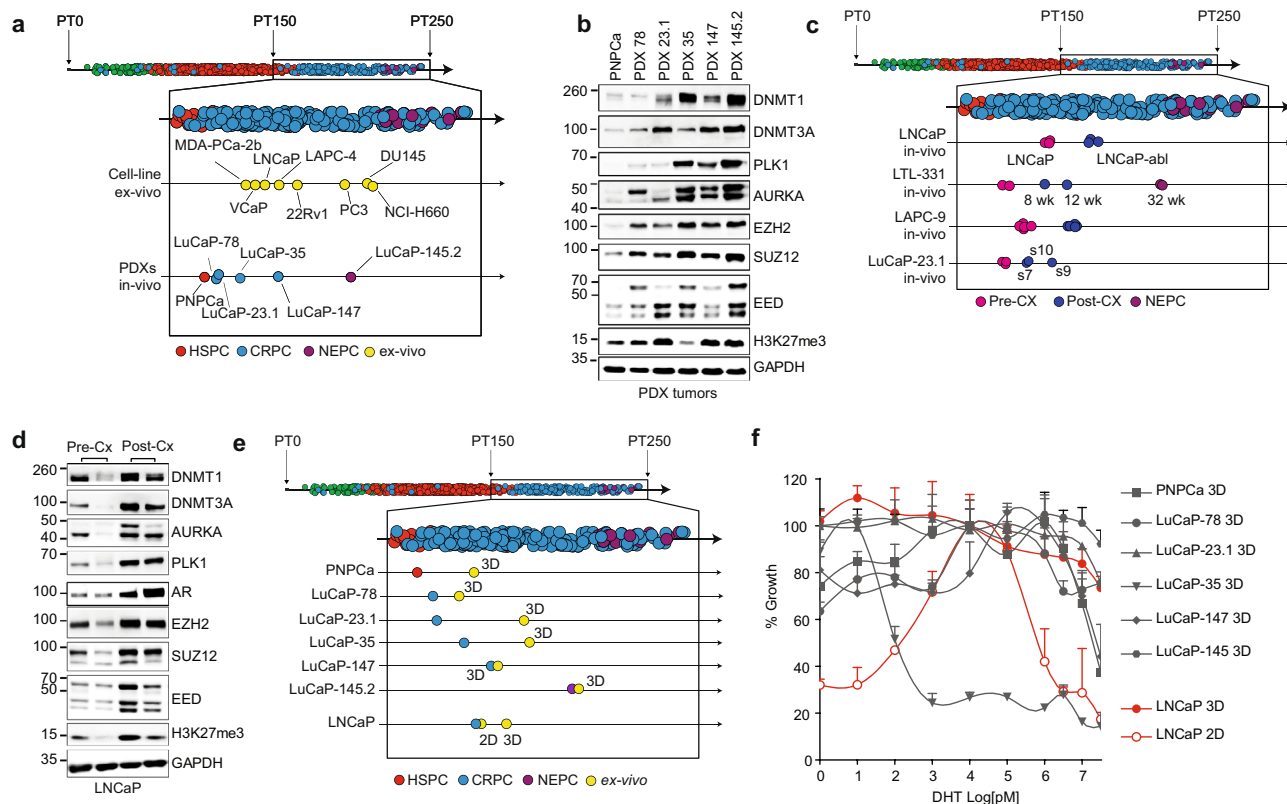 a
PT0
PT150
PT250
MDA-PCa-2b
LNCaP
LAPC-4
DU145
Cell-line
ex-vivo
VCaP
22Rv1
PC3
NCI-H660
LuCaP-78
LuCaP-35
LuCaP-145.2
PDXs
in-vivo
PNPCa
LuCaP-23.1
LuCaP-147
HSPC
CRPC
NEPC
ex-vivo
b
PNPCa
PDX 78
PDX 23.1
PDX 35
PDX 147
PDX 145.2
260
DNMT1
100
DNMT3A
70
PLK1
50
50
AURKA
40
100
EZH2
100
SUZ12
70
50
EED
15
H3K27me3
35
GAPDH
PDX tumors
c
PT0
PT150
PT250
LNCaP
in-vivo
LNCaP
LNCaP-abl
LTL-331
in-vivo
8 wk
12 wk
32 wk
LAPC-9
in-vivo
LuCaP-23.1
in-vivo
s10
s7
s9
Pre-CX
Post-CX
NEPC
d
Pre-Cx
Post-Cx
260
DNMT1
100
DNMT3A
50
AURKA
40
70
PLK1
100
AR
100
EZH2
100
SUZ12
70
50
EED
15
H3K27me3
35
GAPDH
LNCaP
e
PT0
PT150
PT250
PNPCa
3D
LuCaP-78
3D
LuCaP-23.1
3D
LuCaP-35
3D
LuCaP-147
3D
LuCaP-145.2
3D
LNCaP
2D
3D
HSPC
CRPC
NEPC
ex-vivo
f
% Growth
120
100
80
60
40
20
0
0
1
2
3
4
5
6
7
DHT Log[pM]
PNPCa 3D
LuCaP-78 3D
LuCaP-23.1 3D
LuCaP-35 3D
LuCaP-147 3D
LuCaP-145 3D
LNCaP 3D
LNCaP 2D